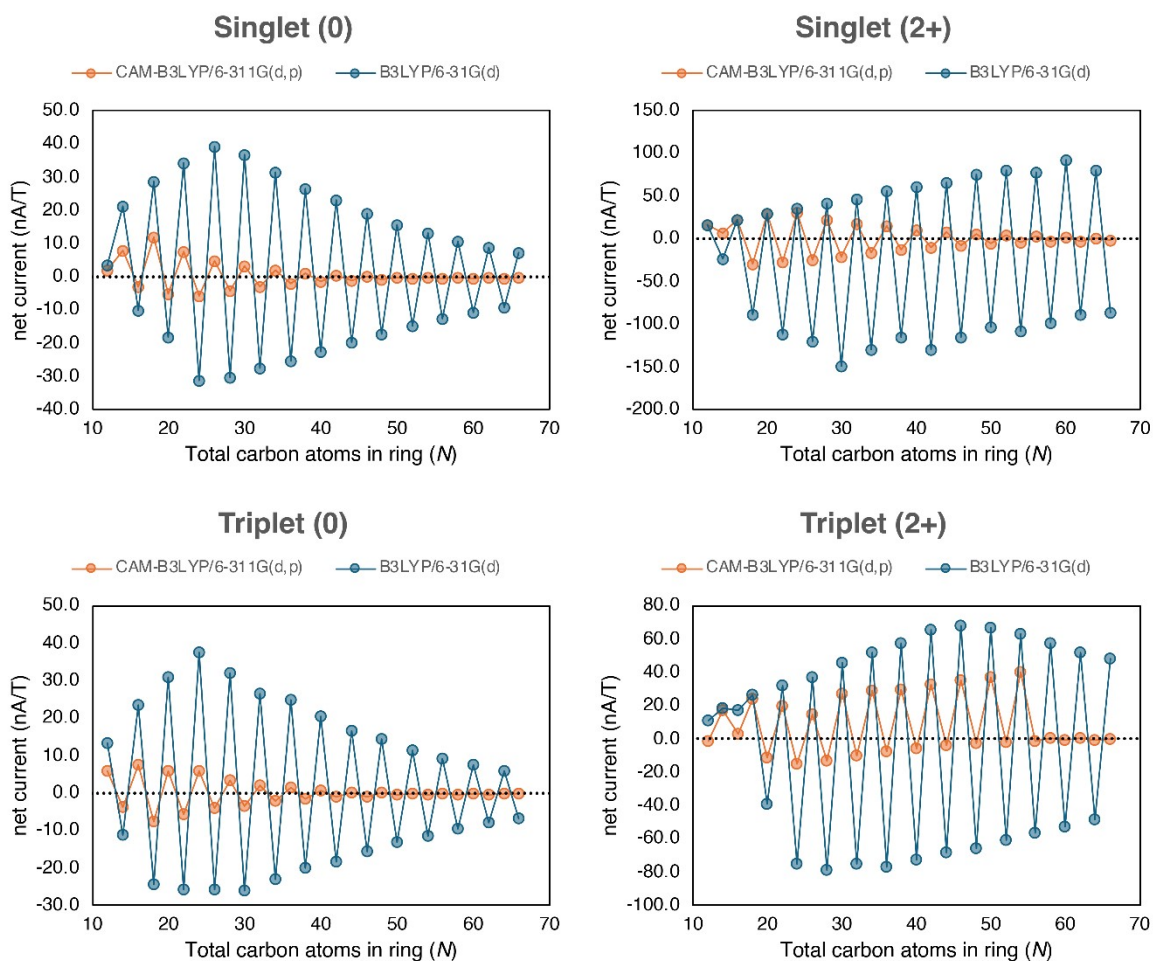 Singlet (0)
CAM-B3LYP/6-311G(d,p) B3LYP/6-31G(d)
50.0
40.0
30.0
20.0
10.0
0.0
-10.0
-20.0
-30.0
-40.0
net current (nA/T)
10 20 30 40 50 60 70
Total carbon atoms in ring (N)
Singlet (2+)
CAM-B3LYP/6-311G(d,p) B3LYP/6-31G(d)
150.0
100.0
50.0
0.0
-50.0
-100.0
-150.0
-200.0
net current (nA/T)
10 20 30 40 50 60 70
Total carbon atoms in ring (N)
Triplet (0)
CAM-B3LYP/6-311G(d,p) B3LYP/6-31G(d)
50.0
40.0
30.0
20.0
10.0
0.0
-10.0
-20.0
-30.0
net current (nA/T)
10 20 30 40 50 60 70
Total carbon atoms in ring (N)
Triplet (2+)
CAM-B3LYP/6-311G(d,p) B3LYP/6-31G(d)
80.0
60.0
40.0
20.0
0.0
-20.0
-40.0
-60.0
-80.0
-100.0
net current (nA/T)
10 20 30 40 50 60 70
Total carbon atoms in ring (N)